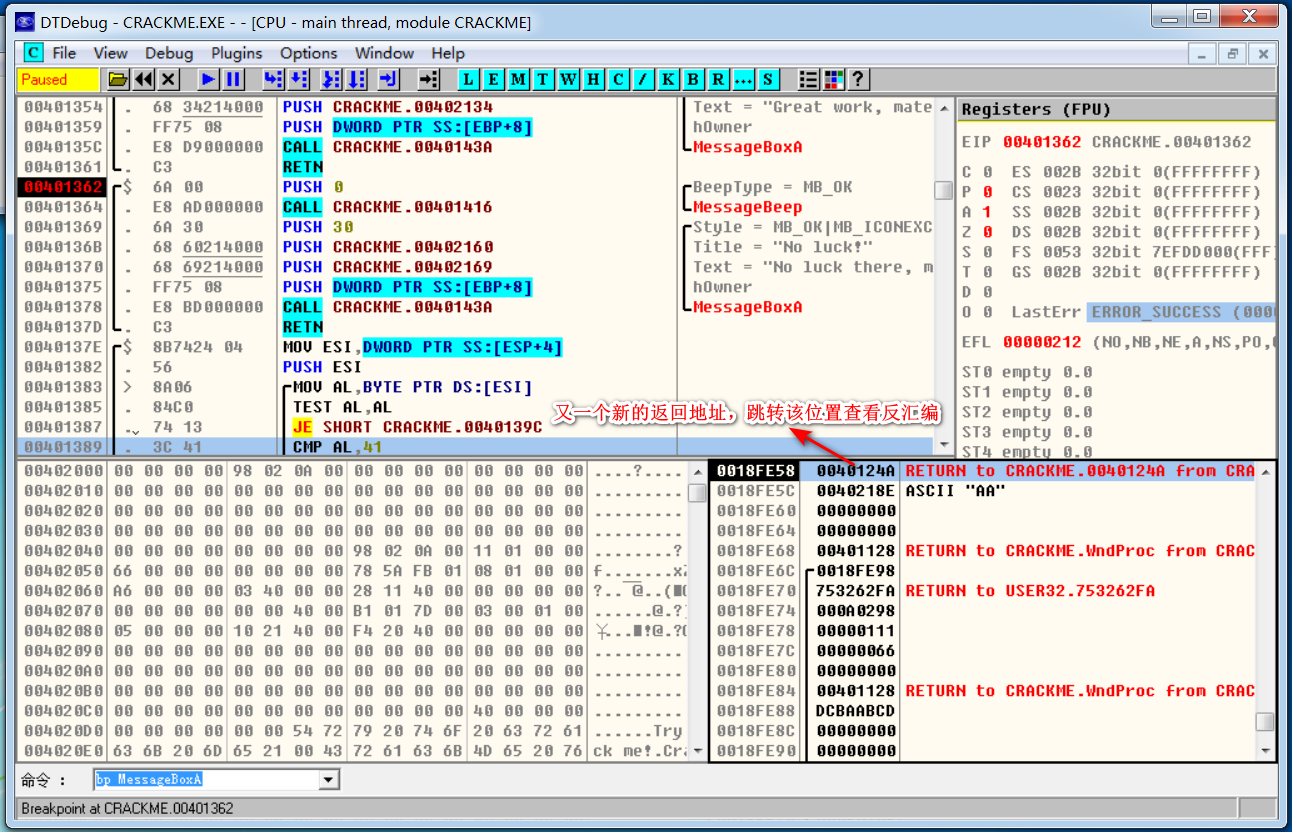 DTDebug - CRACKME.EXE - - [CPU - main thread, module CRACKME]
C File View Debug Plugins Options Window Help
Paused L E M T W H C / K B R ... S ?
00401354 . 68 34214000 PUSH CRACKME.00402134 Text = "Great work, mate
00401359 . FF75 08 PUSH DWORD PTR SS:[EBP+8] hOwner
0040135C . E8 D9000000 CALL CRACKME.0040143A MessageBoxA
00401361 . C3 RETN
00401362 $ 6A 00 PUSH 0 BeepType = MB_OK
00401364 . E8 AD000000 CALL CRACKME.00401416 MessageBeep
00401369 . 6A 30 PUSH 30 Style = MB_OK|MB_ICONEXC
0040136B . 68 60214000 PUSH CRACKME.00402160 Title = "No luck!"
00401370 . 68 69214000 PUSH CRACKME.00402169 Text = "No luck there, m
00401375 . FF75 08 PUSH DWORD PTR SS:[EBP+8] hOwner
00401378 . E8 BD000000 CALL CRACKME.0040143A MessageBoxA
0040137D . C3 RETN
0040137E $ 8B7424 04 MOV ESI,DWORD PTR SS:[ESP+4]
00401382 . 56 PUSH ESI
00401383 > 8A06 MOV AL,BYTE PTR DS:[ESI]
00401385 . 84C0 TEST AL,AL
00401387 . 74 13 JE SHORT CRACKME.0040139C
00401389 . 3C 41 CMP AL,41
又一个新的返回地址，跳转该位置查看反汇编
Registers (FPU)
EIP 00401362 CRACKME.00401362
C 0 ES 002B 32bit 0(FFFFFFFF)
P 0 CS 0023 32bit 0(FFFFFFFF)
A 1 SS 002B 32bit 0(FFFFFFFF)
Z 0 DS 002B 32bit 0(FFFFFFFF)
S 0 FS 0053 32bit 7EFDD000(FFF
T 0 GS 002B 32bit 0(FFFFFFFF)
D 0
O 0 LastErr ERROR_SUCCESS (000
EFL 00000212 (NO,NB,NE,A,NS,PO,
ST0 empty 0.0
ST1 empty 0.0
ST2 empty 0.0
ST3 empty 0.0
ST4 empty 0.0
00402000 00 00 00 00 98 02 0A 00 00 00 00 00 00 00 00 00 ....?....
00402010 00 00 00 00 00 00 00 00 00 00 00 00 00 00 00 00 .........
00402020 00 00 00 00 00 00 00 00 00 00 00 00 00 00 00 00 .........
00402030 00 00 00 00 00 00 00 00 00 00 00 00 00 00 00 00 .........
00402040 00 00 00 00 00 00 00 00 98 02 0A 00 11 01 00 00 ........?
00402050 66 00 00 00 00 00 00 00 78 5A FB 01 08 01 00 00 f.......xZ
00402060 A6 00 00 00 03 40 00 00 28 11 40 00 00 00 00 00 ?...@..(
00402070 00 00 00 00 00 00 40 00 B1 01 7D 00 03 00 01 00 ......@.?
00402080 05 00 00 00 10 21 40 00 F4 20 40 00 00 00 00 00 ...!@.?
00402090 00 00 00 00 00 00 00 00 00 00 00 00 00 00 00 00 .........
004020A0 00 00 00 00 00 00 00 00 00 00 00 00 00 00 00 00 .........
004020B0 00 00 00 00 00 00 00 00 00 00 00 00 00 00 00 00 .........
004020C0 00 00 00 00 00 00 00 00 00 00 00 00 40 00 00 00 .........
004020D0 00 00 00 00 00 54 72 79 20 74 6F 20 63 72 61 .....Try
004020E0 63 6B 20 6D 65 21 00 43 72 61 63 6B 4D 65 20 76 ck me!.Cra
0018FE58 0040124A RETURN to CRACKME.0040124A from CRA
0018FE5C 0040218E ASCII "AA"
0018FE60 00000000
0018FE64 00000000
0018FE68 00401128 RETURN to CRACKME.WndProc from CRAC
0018FE6C 0018FE98
0018FE70 753262FA RETURN to USER32.753262FA
0018FE74 000A0298
0018FE78 00000111
0018FE7C 00000066
0018FE80 00000000
0018FE84 00401128 RETURN to CRACKME.WndProc from CRAC
0018FE88 DCBAABCD
0018FE8C 00000000
0018FE90 00000000
命令 : bp MessageBoxA
Breakpoint at CRACKME.00401362